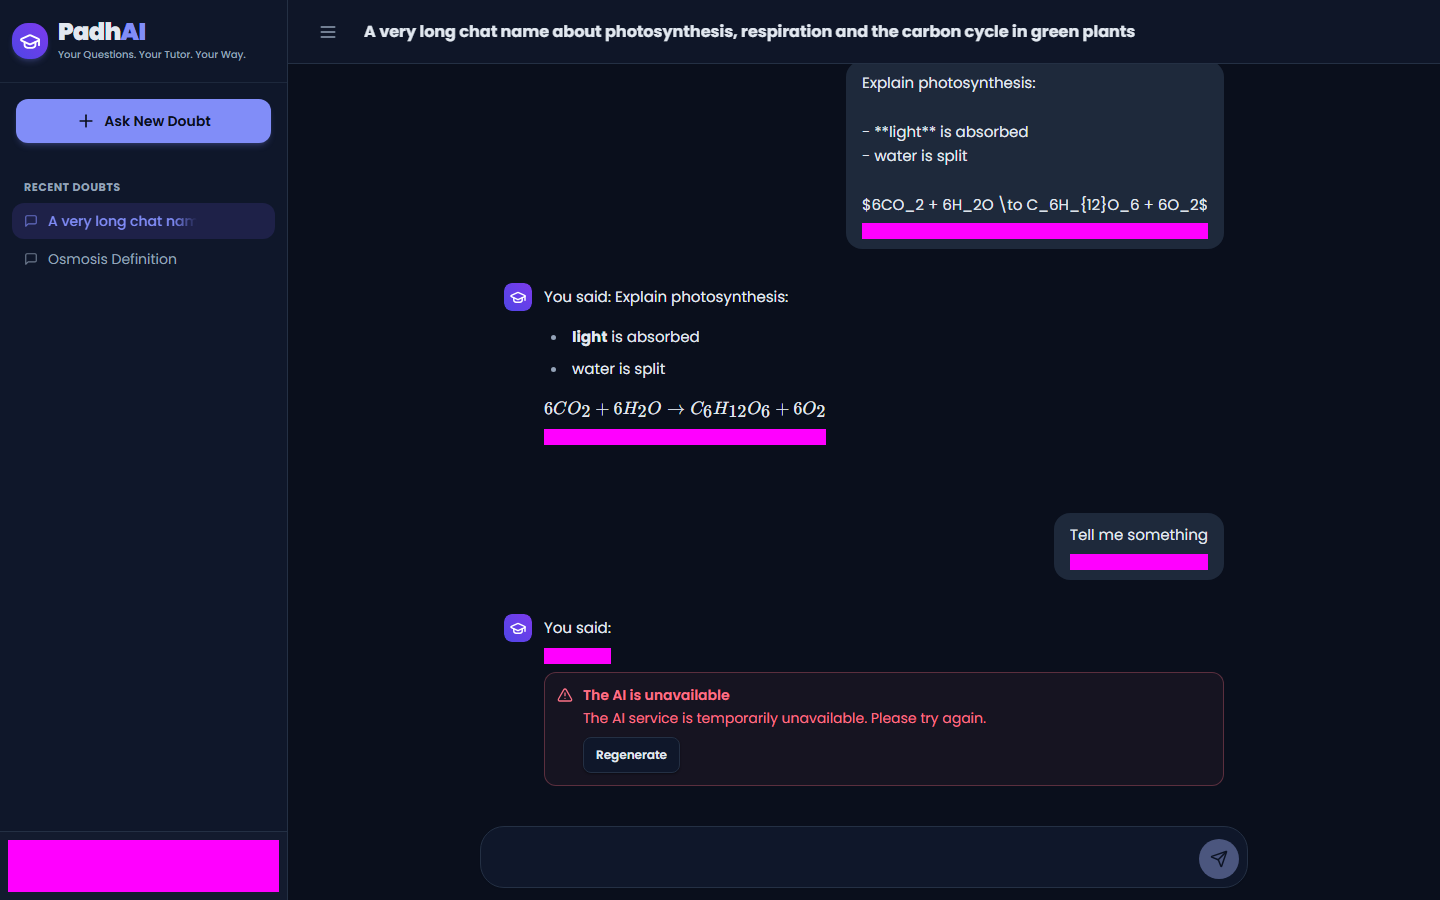 PadhAI
Your Questions. Your Tutor. Your Way.
Ask New Doubt
RECENT DOUBTS
A very long chat nam
Osmosis Definition
A very long chat name about photosynthesis, respiration and the carbon cycle in green plants
Explain photosynthesis:
- **light** is absorbed
- water is split
$6CO_2 + 6H_2O \to C_6H_{12}O_6 + 6O_2$
You said: Explain photosynthesis:
• light is absorbed
• water is split
6CO₂ + 6H₂O → C₆H₁₂O₆ + 6O₂
Tell me something
You said:
The AI is unavailable
The AI service is temporarily unavailable. Please try again.
Regenerate